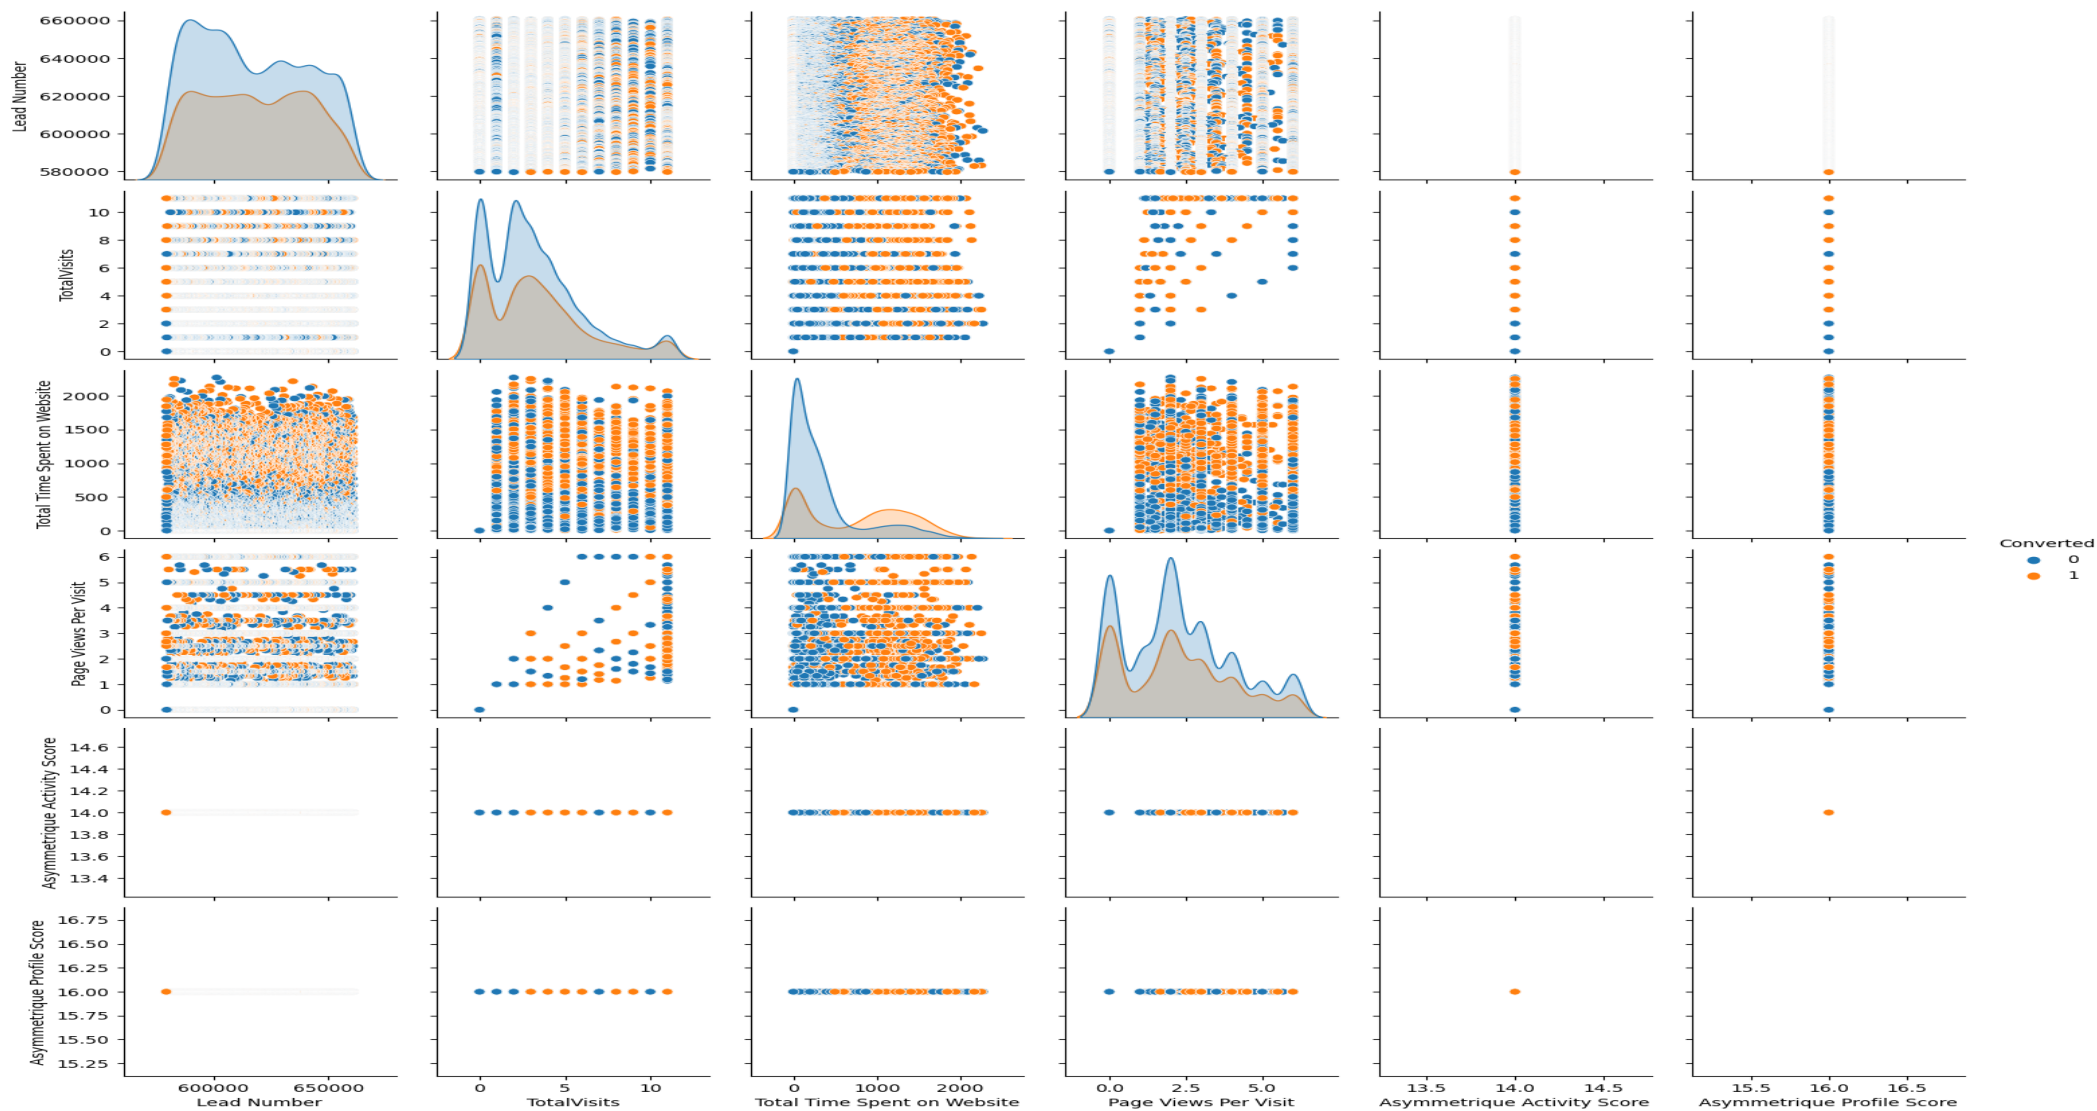 Lead Number
660000
640000
620000
600000
580000
TotalVisits
10
8
6
4
2
0
Total Time Spent on Website
2000
1500
1000
500
0
Converted
0
1
Page Views Per Visit
6
5
4
3
2
1
0
Asymmetrique Activity Score
14.6
14.4
14.2
14.0
13.8
13.6
13.4
Asymmetrique Profile Score
16.75
16.50
16.25
16.00
15.75
15.50
15.25
600000 650000
Lead Number
0 5 10
TotalVisits
0 1000 2000
Total Time Spent on Website
0.0 2.5 5.0
Page Views Per Visit
13.5 14.0 14.5
Asymmetrique Activity Score
15.5 16.0 16.5
Asymmetrique Profile Score